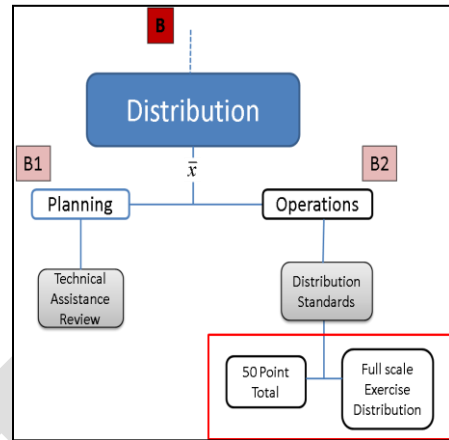 B
Distribution
x̄
B1
B2
Planning
Operations
Technical
Assistance
Review
Distribution
Standards
50 Point
Total
Full scale
Exercise
Distribution